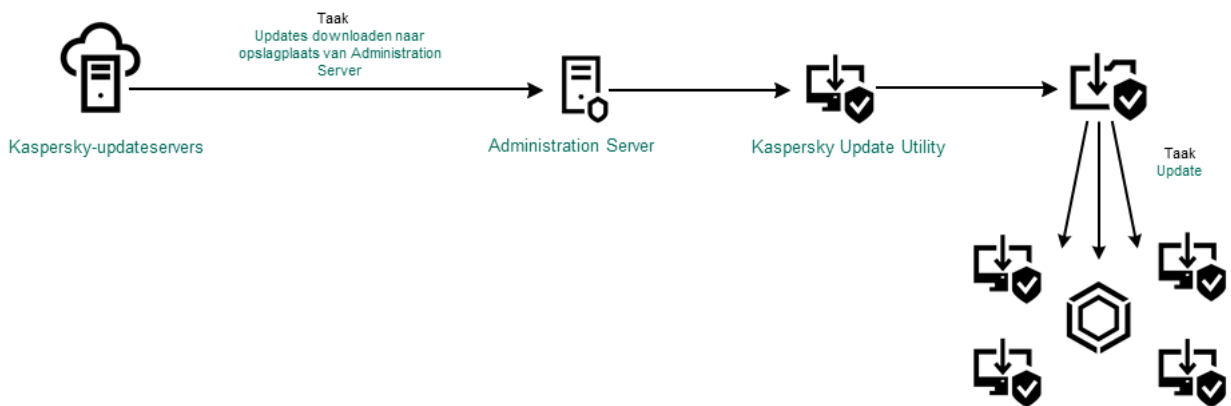 Taak
Updates downloaden naar
opslagplaats van Administration
Server
Kaspersky-updateservers
Administration Server
Kaspersky Update Utility
Taak
Update